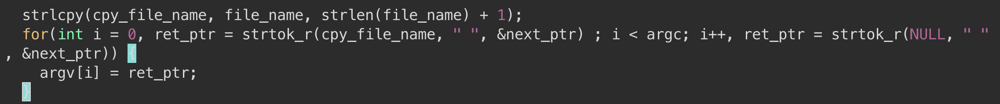 strlcpy(cpy_file_name, file_name, strlen(file_name) + 1);
for(int i = 0, ret_ptr = strtok_r(cpy_file_name, " ", &next_ptr) ; i < argc; i++, ret_ptr = strtok_r(NULL, " "
, &next_ptr)) {
argv[i] = ret_ptr;
}